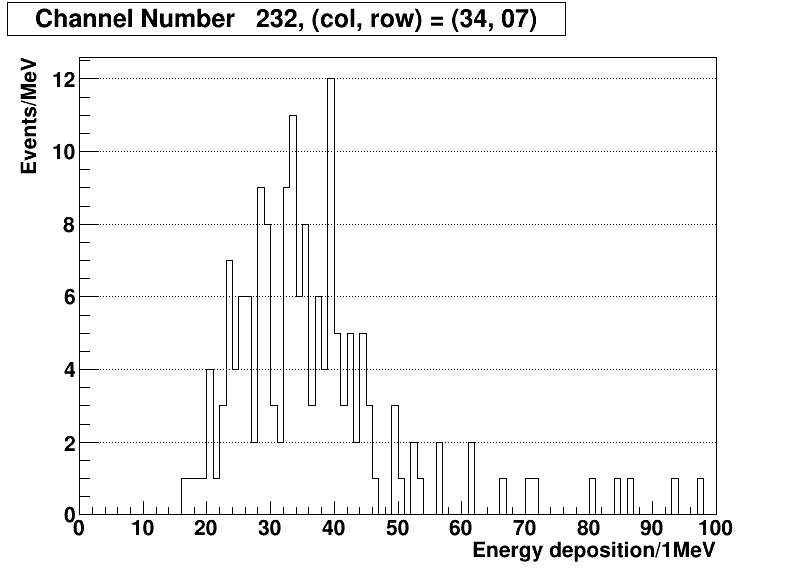 Channel Number 232, (col, row) = (34, 07)
Events/MeV
12
10
8
6
4
2
0
0 10 20 30 40 50 60 70 80 90 100
Energy deposition/1MeV